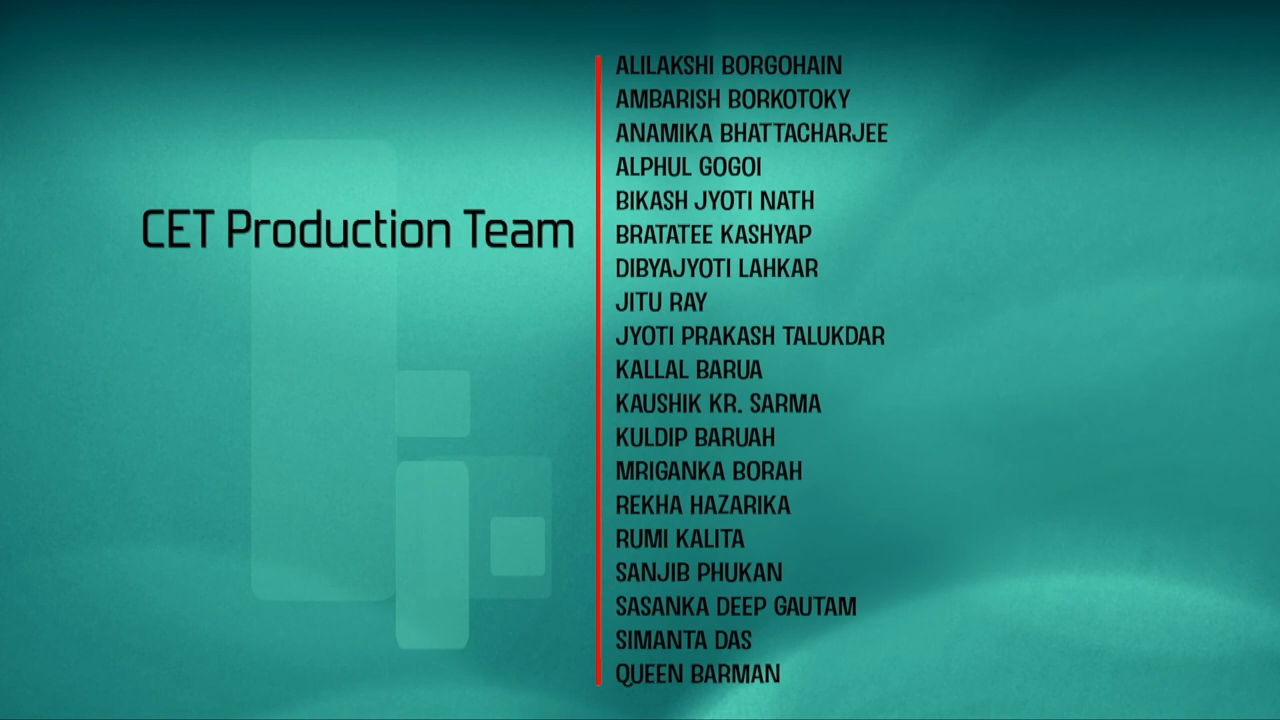 CET Production Team
ALILAKSHI BORGOHAIN
AMBARISH BORKOTOKY
ANAMIKA BHATTACHARJEE
ALPHUL GOGOI
BIKASH JYOTI NATH
BRATATEE KASHYAP
DIBYAJYOTI LAHKAR
JITU RAY
JYOTI PRAKASH TALUKDAR
KALLAL BARUA
KAUSHIK KR. SARMA
KULDIP BARUAH
MRIGANKA BORAH
REKHA HAZARIKA
RUMI KALITA
SANJIB PHUKAN
SASANKA DEEP GAUTAM
SIMANTA DAS
QUEEN BARMAN